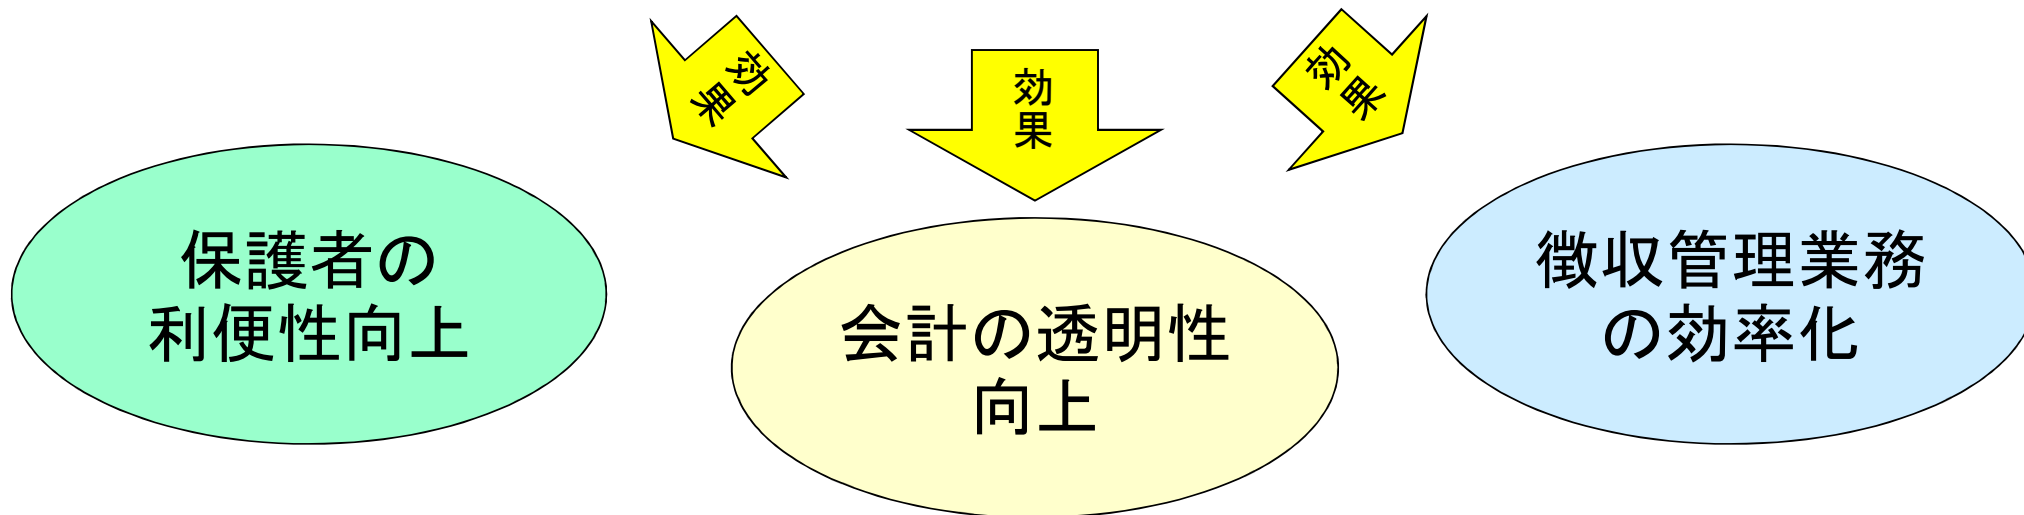 効果
効果
効果
保護者の
利便性向上
会計の透明性
向上
徴収管理業務
の効率化